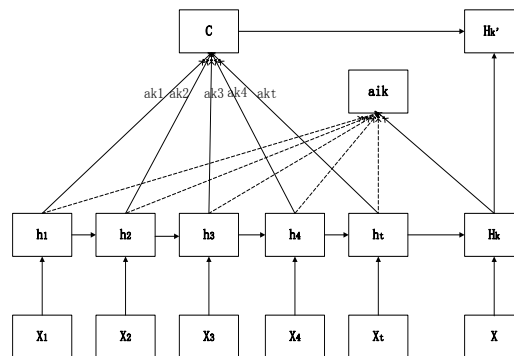 C Hk'
ak1 ak2 ak3 ak4 akt
aik
h1 h2 h3 h4 ht Hk
X1 X2 X3 X4 Xt X